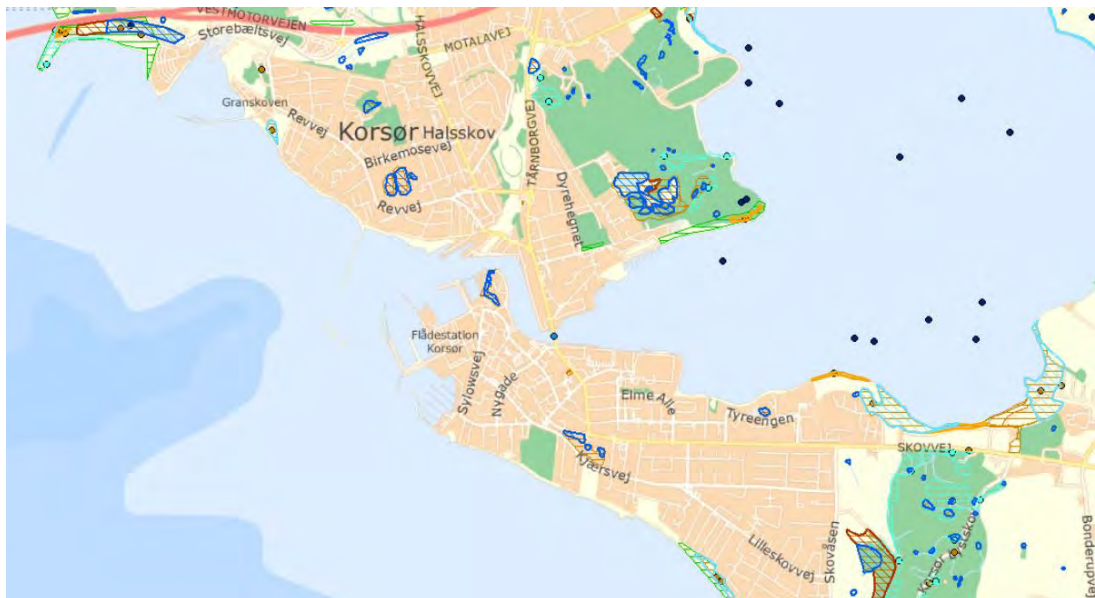 VESTMOTORVEJEN
Storebæltsvej
HALSSKOVVEJ
MOTALAVEJ
Granskoven
Revvej
Korsør Halsskov
Birkemosevej
TÅRNBORGVEJ
Revvej
Dyrehegnet
Flådestation
Korsør
Sylowsvej
Nygade
Elme Alle
Tyreengen
SKOVVEJ
Kjærsvej
Lilleskovvej
Skovåsen
Bonderupvej